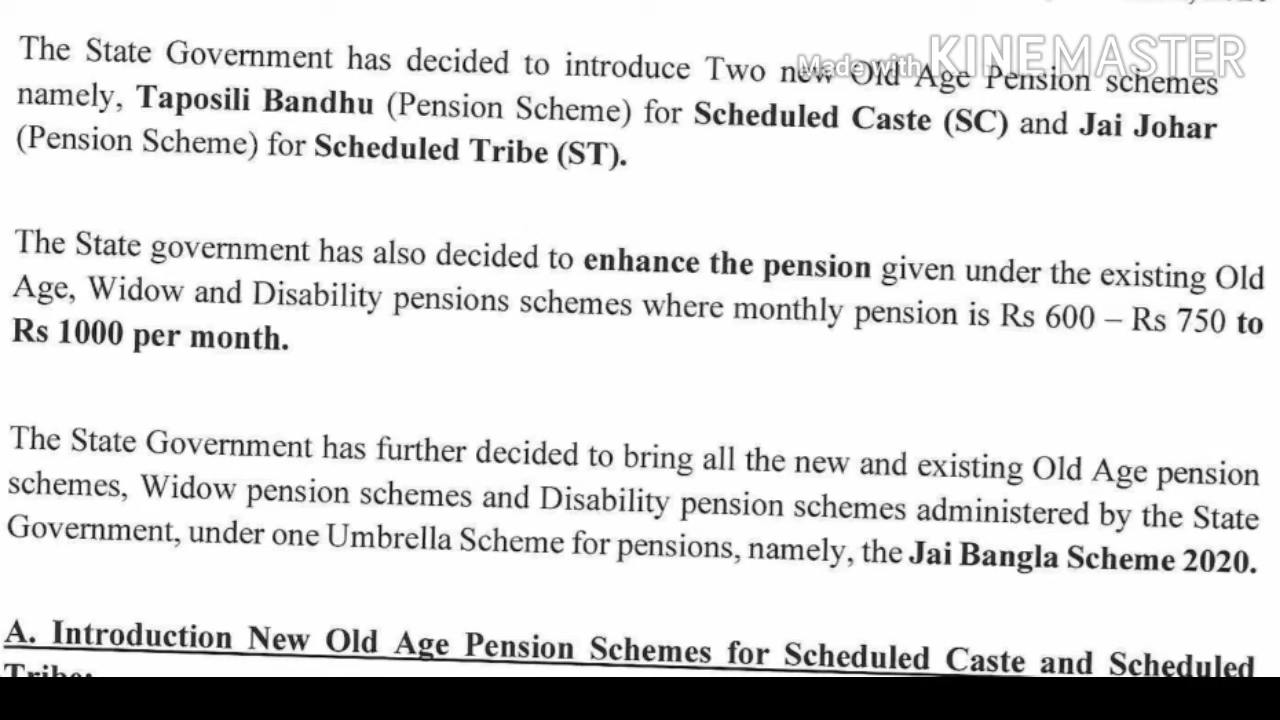 Made with KINEMASTER
The State Government has decided to introduce Two new Old Age Pension schemes
namely, Taposili Bandhu (Pension Scheme) for Scheduled Caste (SC) and Jai Johar
(Pension Scheme) for Scheduled Tribe (ST).
The State government has also decided to enhance the pension given under the existing Old
Age, Widow and Disability pensions schemes where monthly pension is Rs 600 – Rs 750 to
Rs 1000 per month.
The State Government has further decided to bring all the new and existing Old Age pension
schemes, Widow pension schemes and Disability pension schemes administered by the State
Government, under one Umbrella Scheme for pensions, namely, the Jai Bangla Scheme 2020.
A. Introduction New Old Age Pension Schemes for Scheduled Caste and Scheduled
Tribe: